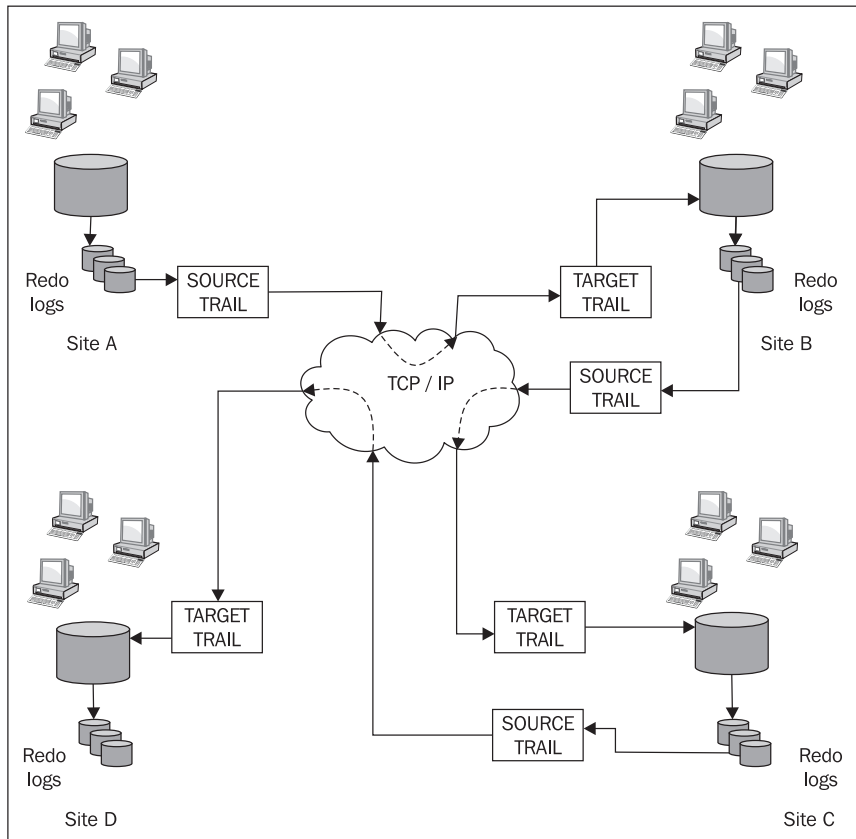 Redo
logs
SOURCE
TRAIL
Site A
TCP / IP
TARGET
TRAIL
Redo
logs
Site B
SOURCE
TRAIL
TARGET
TRAIL
Redo
logs
Site D
TARGET
TRAIL
SOURCE
TRAIL
Redo
logs
Site C